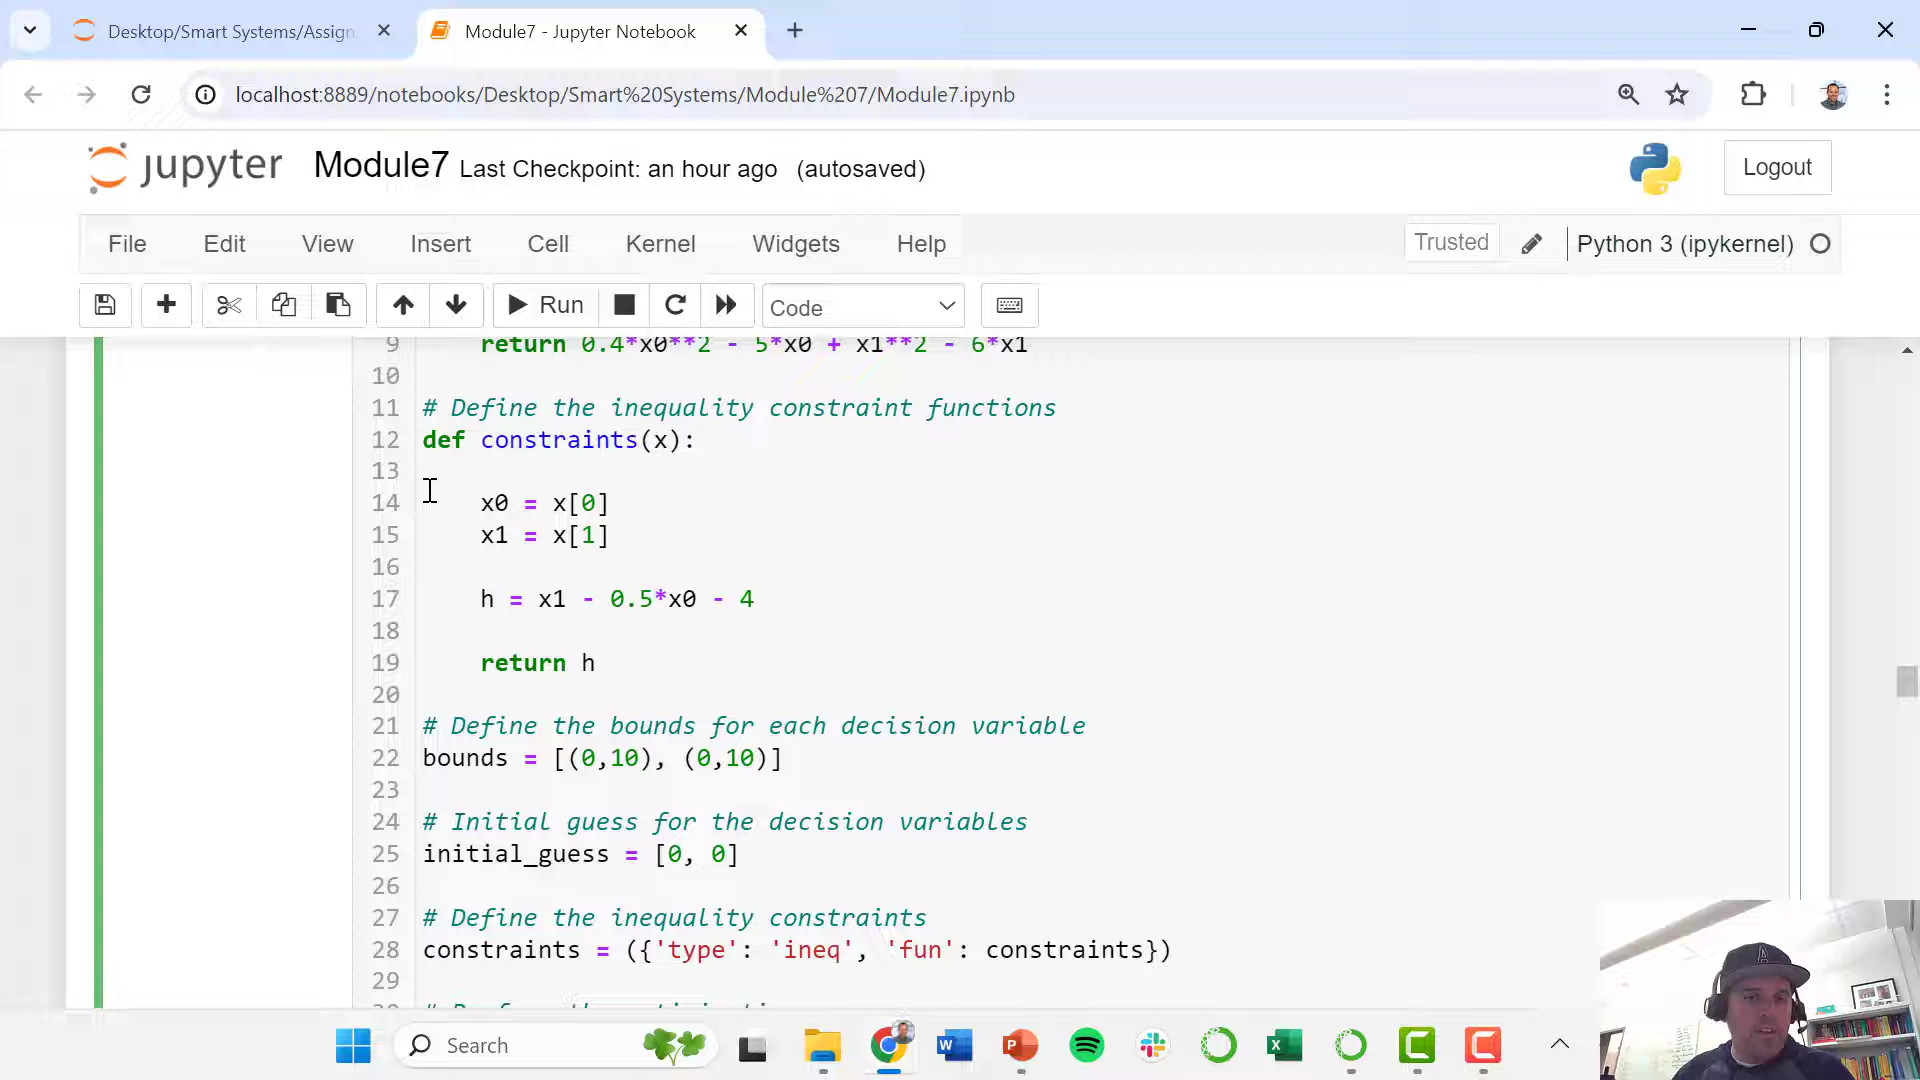 Desktop/Smart Systems/Assign
Module7 - Jupyter Notebook
localhost:8889/notebooks/Desktop/Smart%20Systems/Module%207/Module7.ipynb
jupyter Module7 Last Checkpoint: an hour ago (autosaved)
Logout
File Edit View Insert Cell Kernel Widgets Help
Trusted Python 3 (ipykernel)
Run Code
9 return 0.4*x0**2 - 5*x0 + x1**2 - 6*x1
10
11 # Define the inequality constraint functions
12 def constraints(x):
13
14 x0 = x[0]
15 x1 = x[1]
16
17 h = x1 - 0.5*x0 - 4
18
19 return h
20
21 # Define the bounds for each decision variable
22 bounds = [(0,10), (0,10)]
23
24 # Initial guess for the decision variables
25 initial_guess = [0, 0]
26
27 # Define the inequality constraints
28 constraints = ({'type': 'ineq', 'fun': constraints})
29
Search